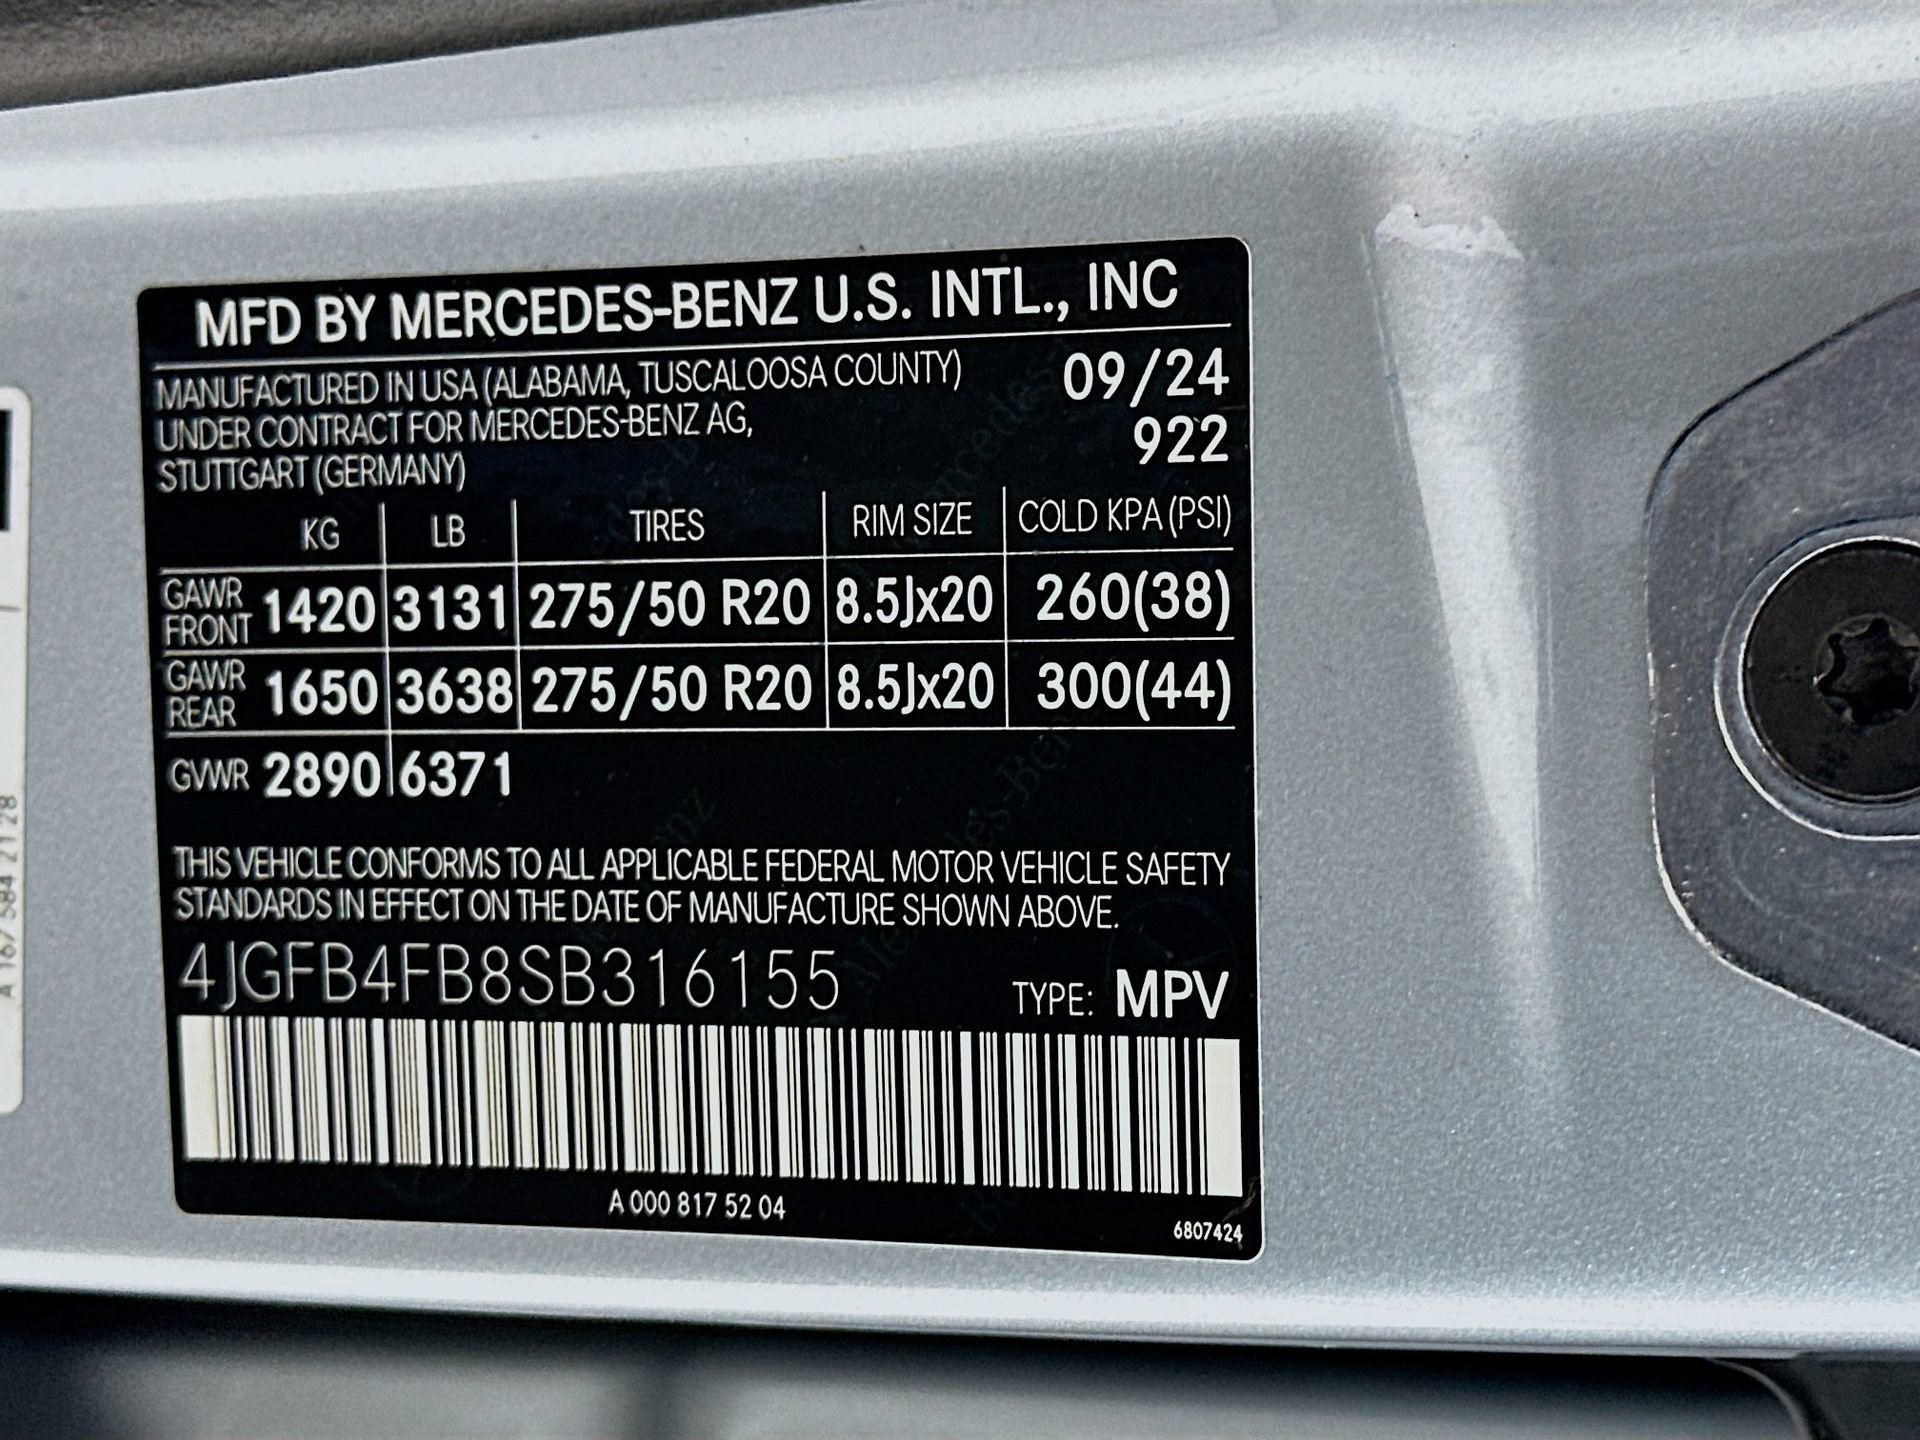 MFD BY MERCEDES-BENZ U.S. INTL., INC
MANUFACTURED IN USA (ALABAMA, TUSCALOOSA COUNTY) 09/24
UNDER CONTRACT FOR MERCEDES-BENZ AG, 922
STUTTGART (GERMANY)
KG LB TIRES RIM SIZE COLD KPA (PSI)
GAWR FRONT 1420 3131 275/50 R20 8.5Jx20 260(38)
GAWR REAR 1650 3638 275/50 R20 8.5Jx20 300(44)
GVWR 2890 6371
THIS VEHICLE CONFORMS TO ALL APPLICABLE FEDERAL MOTOR VEHICLE SAFETY
STANDARDS IN EFFECT ON THE DATE OF MANUFACTURE SHOWN ABOVE.
4JGFB4FB8SB316155 TYPE: MPV
A 000 817 52 04
6807424
A 167 584 21 28